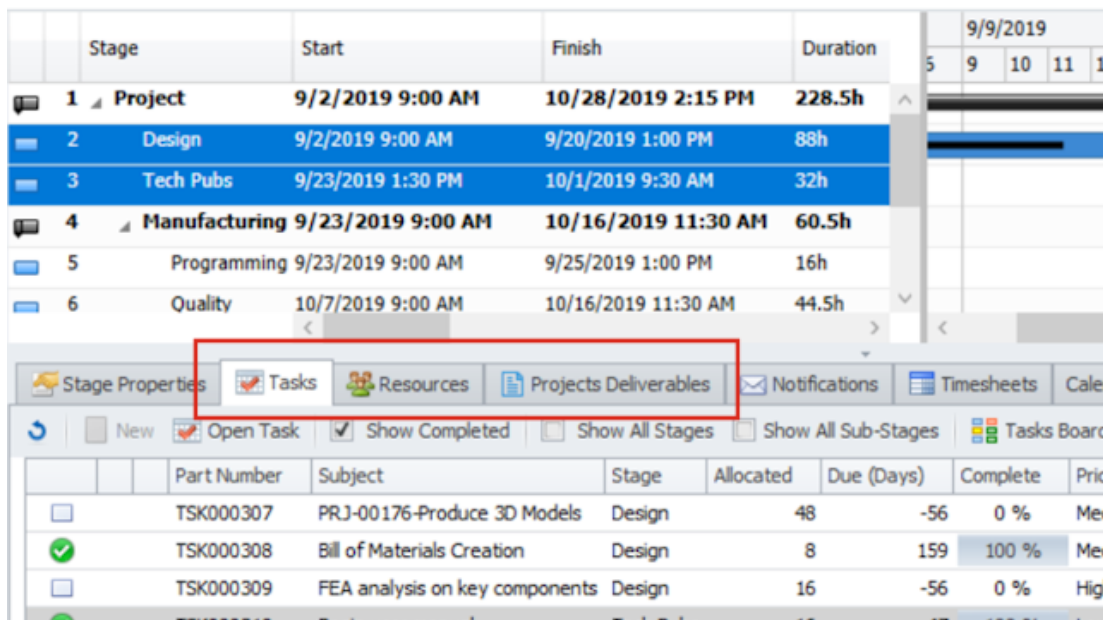 9/9/2019
Stage Start Finish Duration
9 10 11
1 Project 9/2/2019 9:00 AM 10/28/2019 2:15 PM 228.5h
2 Design 9/2/2019 9:00 AM 9/20/2019 1:00 PM 88h
3 Tech Pubs 9/23/2019 1:30 PM 10/1/2019 9:30 AM 32h
4 Manufacturing 9/23/2019 9:00 AM 10/16/2019 11:30 AM 60.5h
5 Programming 9/23/2019 9:00 AM 9/25/2019 1:00 PM 16h
6 Quality 10/7/2019 9:00 AM 10/16/2019 11:30 AM 44.5h
Stage Properties Tasks Resources Projects Deliverables Notifications Timesheets Cale
New Open Task Show Completed Show All Stages Show All Sub-Stages Tasks Board
Part Number Subject Stage Allocated Due (Days) Complete Prio
TSK000307 PRJ-00176-Produce 3D Models Design 48 -56 0 % Me
TSK000308 Bill of Materials Creation Design 8 159 100 % Me
TSK000309 FEA analysis on key components Design 16 -56 0 % Hig